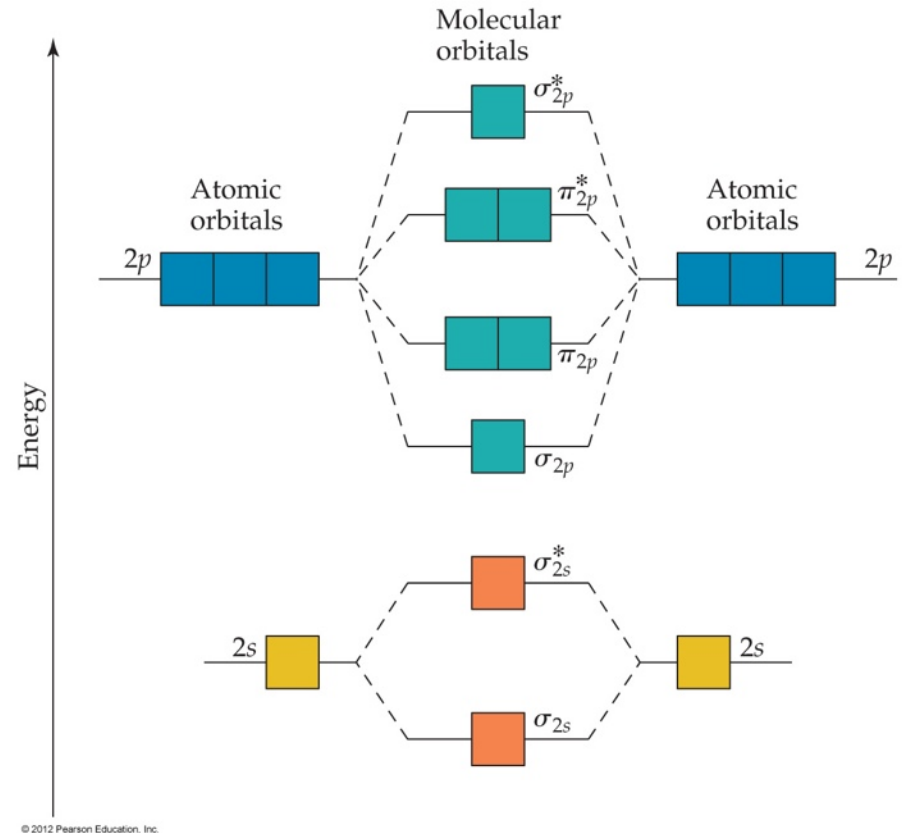 Molecular
orbitals
σ*2p
Atomic
orbitals
π*2p
Atomic
orbitals
2p
2p
π2p
Energy
σ2p
σ*2s
2s
2s
σ2s
© 2012 Pearson Education, Inc.